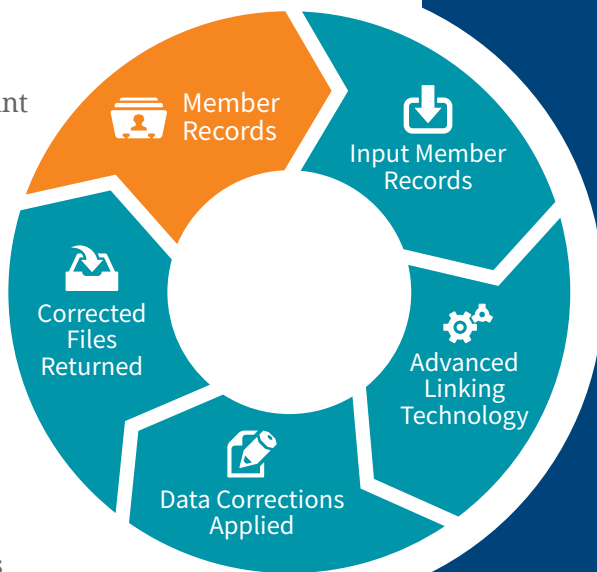 Member
Records
Input Member
Records
Advanced
Linking
Technology
Data Corrections
Applied
Corrected
Files
Returned